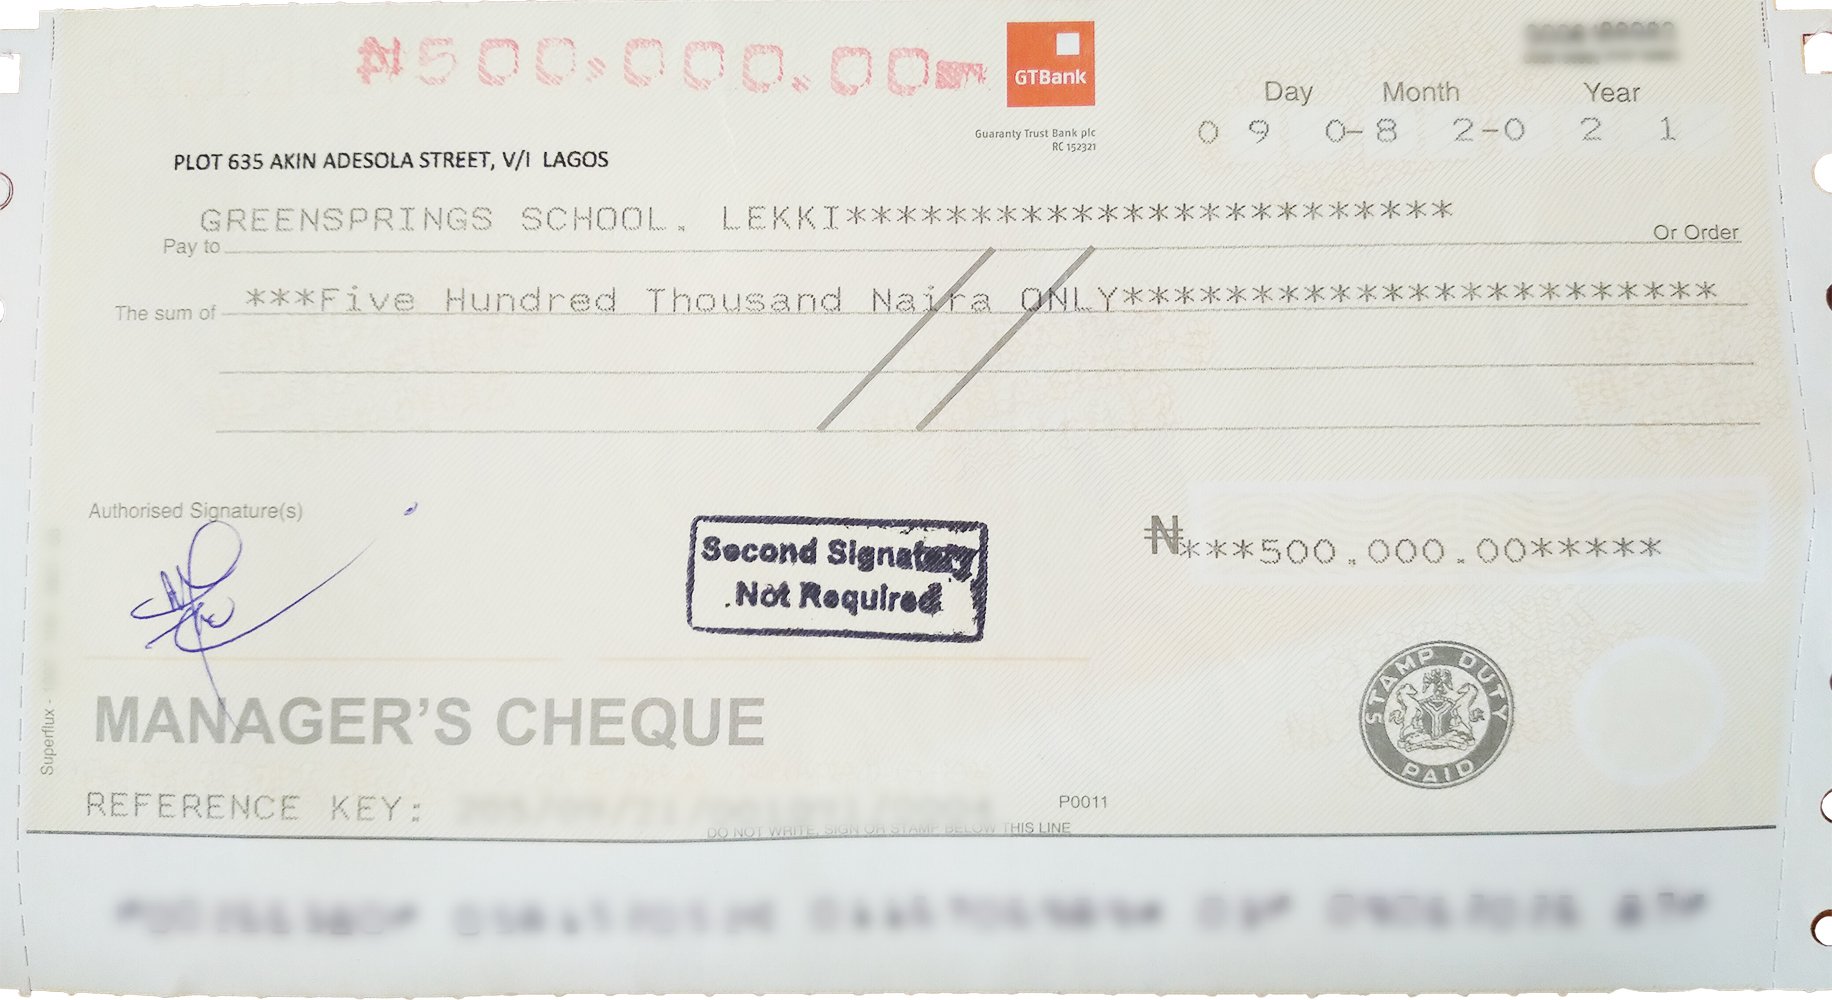 ₦500,000.00
GTBank
Guaranty Trust Bank plc
RC 152321
Day Month Year
0 9 0-8 2-0 2 1
PLOT 635 AKIN ADESOLA STREET, V/I LAGOS
GREENSPRINGS SCHOOL. LEKKI************************
Pay to
Or Order
***Five Hundred Thousand Naira ONLY************************
The sum of
Authorised Signature(s)
Second Signatory
Not Required
₦***500,000.00*****
STAMP DUTY
PAID
MANAGER'S CHEQUE
Superflux
REFERENCE KEY:
P0011
DO NOT WRITE, SIGN OR STAMP BELOW THIS LINE